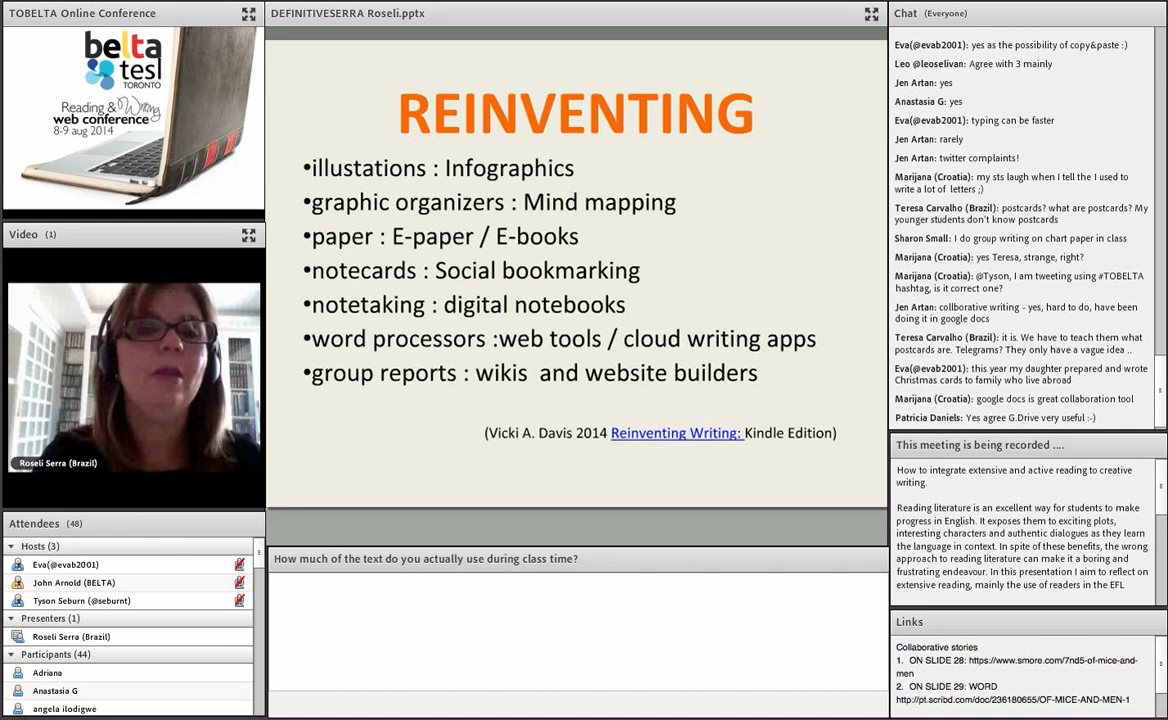 TOBELTA Online Conference
belta
tesl
TORONTO
Reading & Writing
web conference
8-9 aug 2014
Video (1)
Roseli Serra (Brazil)
Attendees (48)
Hosts (3)
Eva(@evab2001)
John Arnold (BELTA)
Tyson Seburn (@seburnt)
Presenters (1)
Roseli Serra (Brazil)
Participants (44)
Adriana
Anastasia G
angela ilodigwe
DEFINITIVESERRA Roseli.pptx
REINVENTING
•illustations : Infographics
•graphic organizers : Mind mapping
•paper : E-paper / E-books
•notecards : Social bookmarking
•notetaking : digital notebooks
•word processors :web tools / cloud writing apps
•group reports : wikis and website builders
(Vicki A. Davis 2014 Reinventing Writing: Kindle Edition)
How much of the text do you actually use during class time?
Chat (Everyone)
Eva(@evab2001): yes as the possibility of copy&paste :)
Leo @leoselivan: Agree with 3 mainly
Jen Artan: yes
Anastasia G: yes
Eva(@evab2001): typing can be faster
Jen Artan: rarely
Jen Artan: twitter complaints!
Marijana (Croatia): my sts laugh when I tell the I used to
write a lot of letters ;)
Teresa Carvalho (Brazil): postcards? what are postcards? My
younger students don't know postcards
Sharon Small: I do group writing on chart paper in class
Marijana (Croatia): yes Teresa, strange, right?
Marijana (Croatia): @Tyson, I am tweeting using #TOBELTA
hashtag, is it correct one?
Jen Artan: collborative writing - yes, hard to do, have been
doing it in google docs
Teresa Carvalho (Brazil): it is. We have to teach them what
postcards are. Telegrams? They only have a vague idea ..
Eva(@evab2001): this year my daughter prepared and wrote
Christmas cards to family who live abroad
Marijana (Croatia): google docs is great collaboration tool
Patricia Daniels: Yes agree G.Drive very useful :-)
This meeting is being recorded ....
How to integrate extensive and active reading to creative
writing.
Reading literature is an excellent way for students to make
progress in English. It exposes them to exciting plots,
interesting characters and authentic dialogues as they learn
the language in context. In spite of these benefits, the wrong
approach to reading literature can make it a boring and
frustrating endeavour. In this presentation I aim to reflect on
extensive reading, mainly the use of readers in the EFL
Links
Collaborative stories
1. ON SLIDE 28: https://www.smore.com/7nd5-of-mice-and-
men
2. ON SLIDE 29: WORD
http://pt.scribd.com/doc/236180655/OF-MICE-AND-MEN-1